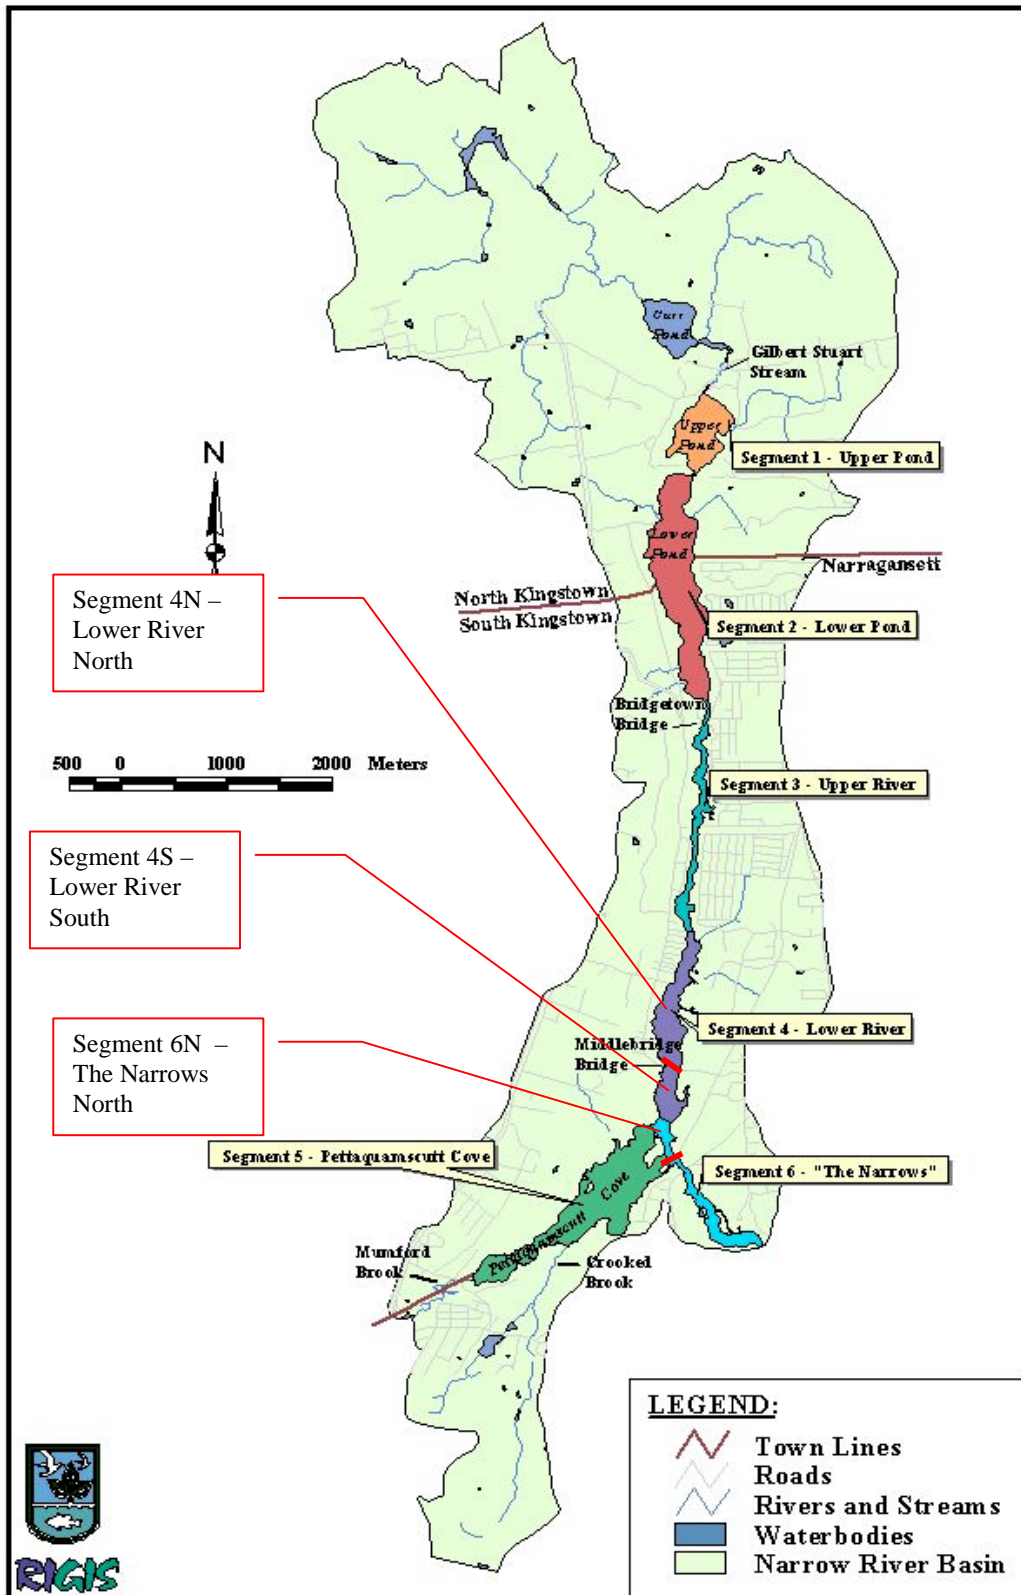 Carr
Pond
Gilbert Stuart
Stream
Upper
Pond
Segment 1 - Upper Pond
N
Lower
Pond
Narragansett
North Kingstown
South Kingstown
Segment 2 - Lower Pond
Segment 4N –
Lower River
North
Bridgetown
Bridge
500 0 1000 2000 Meters
Segment 3 - Upper River
Segment 4S –
Lower River
South
Segment 4 - Lower River
Middlebridge
Bridge
Segment 6N –
The Narrows
North
Segment 5 - Pettaquamscutt Cove
Segment 6 - "The Narrows"
Pettaquamscutt Cove
Mumford
Brook
Crooked
Brook
LEGEND:
Town Lines
Roads
Rivers and Streams
Waterbodies
Narrow River Basin
RIGIS